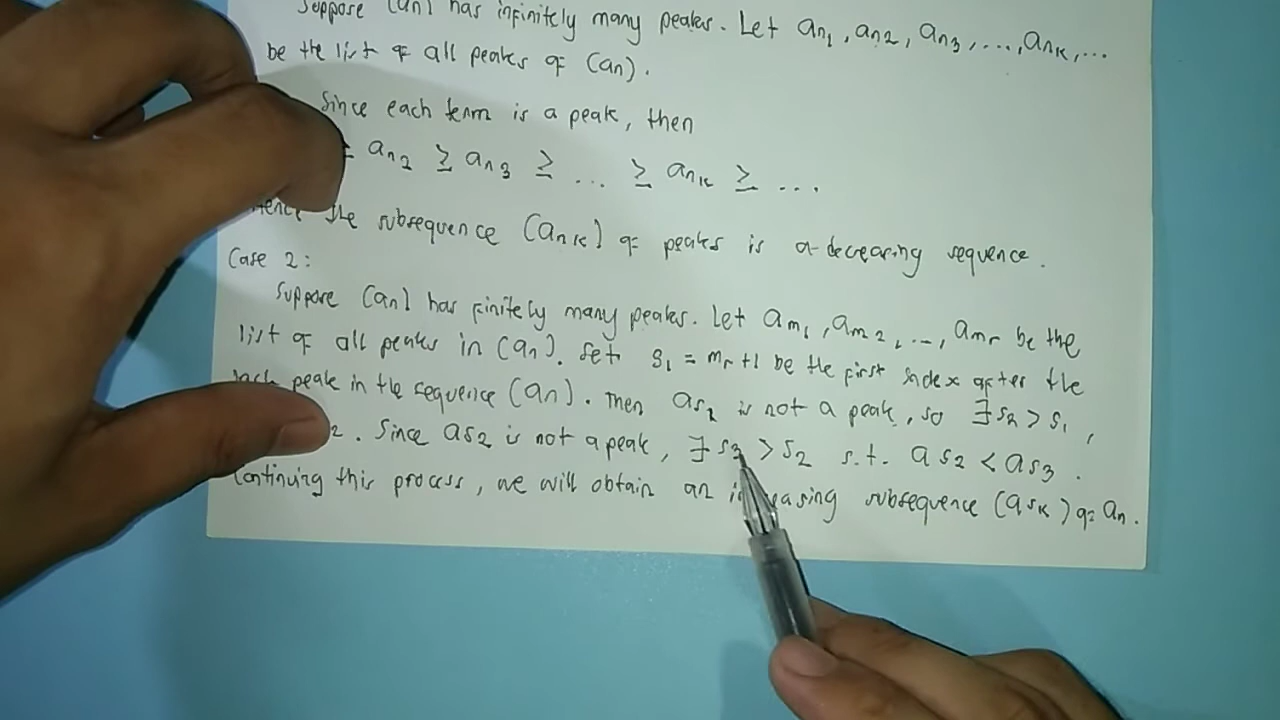 Suppose (an) has infinitely many peaks. Let an1, an2, an3, ..., ank, ...
be the list of all peaks of (an).
Since each term is a peak, then
an2 ≥ an3 ≥ ... ≥ ank ≥ ...
Hence the subsequence (ank) of peaks is a decreasing sequence.
Case 2:
Suppose (an) has finitely many peaks. Let am1, am2, ..., amr be the
list of all peaks in (an). Set s1 = mr+1 be the first index after the
peak in the sequence (an). Then as1 is not a peak, so ∃ s2 > s1,
Since as2 is not a peak, ∃ s3 > s2 s.t. as2 < as3.
Continuing this process, we will obtain an increasing subsequence (ask) of an.